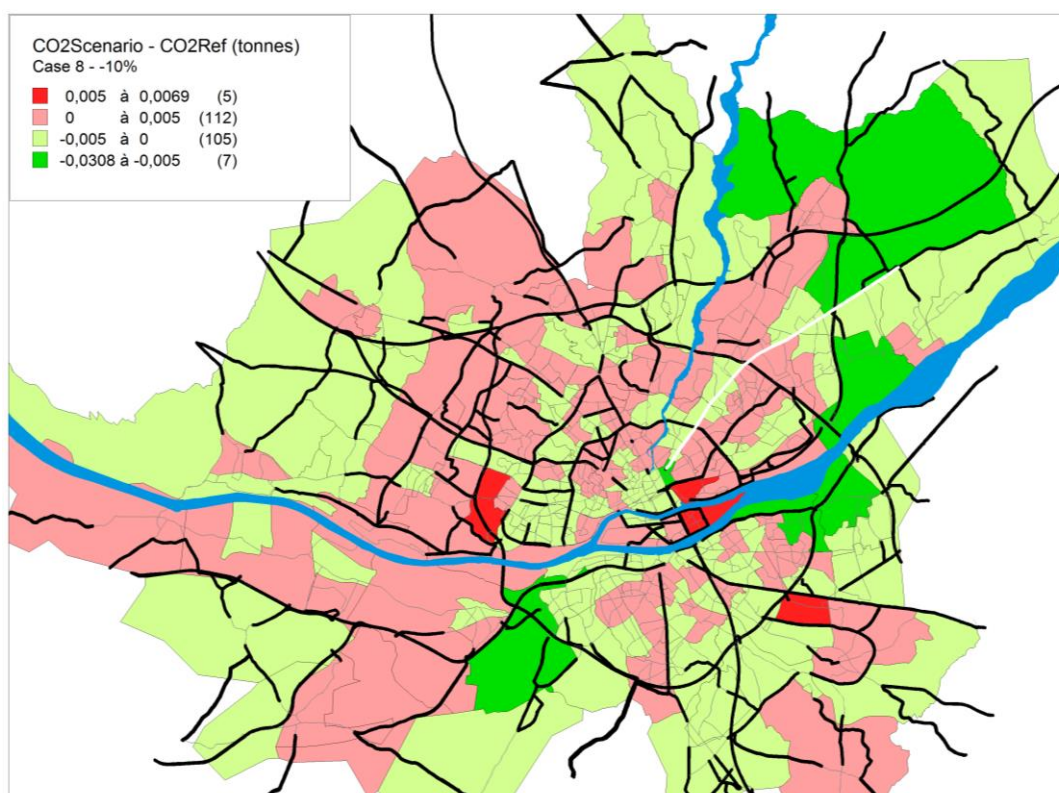 CO2Scenario - CO2Ref (tonnes)
Case 8 - -10%
0,005 à 0,0069 (5)
0 à 0,005 (112)
-0,005 à 0 (105)
-0,0308 à -0,005 (7)